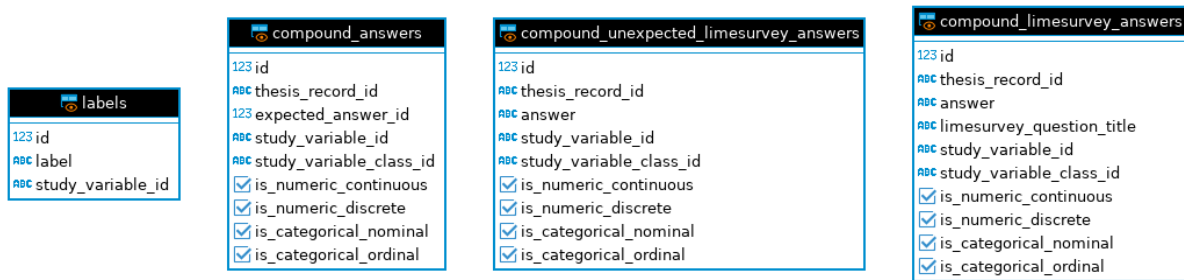 labels
123 id
ABC label
ABC study_variable_id
compound_answers
123 id
ABC thesis_record_id
123 expected_answer_id
ABC study_variable_id
ABC study_variable_class_id
is_numeric_continuous
is_numeric_discrete
is_categorical_nominal
is_categorical_ordinal
compound_unexpected_limesurvey_answers
123 id
ABC thesis_record_id
ABC answer
ABC study_variable_id
ABC study_variable_class_id
is_numeric_continuous
is_numeric_discrete
is_categorical_nominal
is_categorical_ordinal
compound_limesurvey_answers
123 id
ABC thesis_record_id
ABC answer
ABC limesurvey_question_title
ABC study_variable_id
ABC study_variable_class_id
is_numeric_continuous
is_numeric_discrete
is_categorical_nominal
is_categorical_ordinal